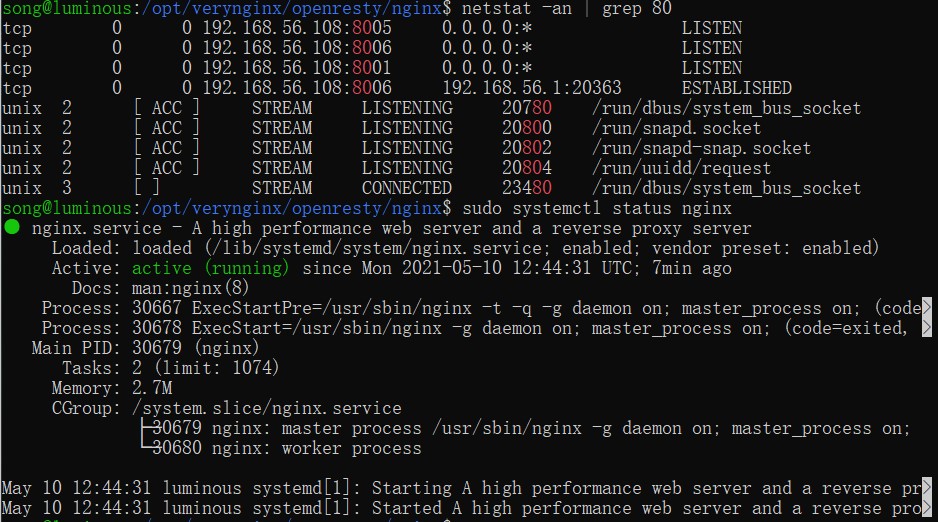 song@luminous:/opt/verynginx/openresty/nginx$ netstat -an | grep 80
tcp 0 0 192.168.56.108:8005 0.0.0.0:* LISTEN
tcp 0 0 192.168.56.108:8006 0.0.0.0:* LISTEN
tcp 0 0 192.168.56.108:8001 0.0.0.0:* LISTEN
tcp 0 0 192.168.56.108:8006 192.168.56.1:20363 ESTABLISHED
unix 2 [ ACC ] STREAM LISTENING 20780 /run/dbus/system_bus_socket
unix 2 [ ACC ] STREAM LISTENING 20800 /run/snapd.socket
unix 2 [ ACC ] STREAM LISTENING 20802 /run/snapd-snap.socket
unix 2 [ ACC ] STREAM LISTENING 20804 /run/uuidd/request
unix 3 [ ] STREAM CONNECTED 23480 /run/dbus/system_bus_socket
song@luminous:/opt/verynginx/openresty/nginx$ sudo systemctl status nginx
● nginx.service - A high performance web server and a reverse proxy server
Loaded: loaded (/lib/systemd/system/nginx.service; enabled; vendor preset: enabled)
Active: active (running) since Mon 2021-05-10 12:44:31 UTC; 7min ago
Docs: man:nginx(8)
Process: 30667 ExecStartPre=/usr/sbin/nginx -t -q -g daemon on; master_process on; (code>
Process: 30678 ExecStart=/usr/sbin/nginx -g daemon on; master_process on; (code=exited, >
Main PID: 30679 (nginx)
Tasks: 2 (limit: 1074)
Memory: 2.7M
CGroup: /system.slice/nginx.service
├─30679 nginx: master process /usr/sbin/nginx -g daemon on; master_process on;
└─30680 nginx: worker process
May 10 12:44:31 luminous systemd[1]: Starting A high performance web server and a reverse pr>
May 10 12:44:31 luminous systemd[1]: Started A high performance web server and a reverse pro>